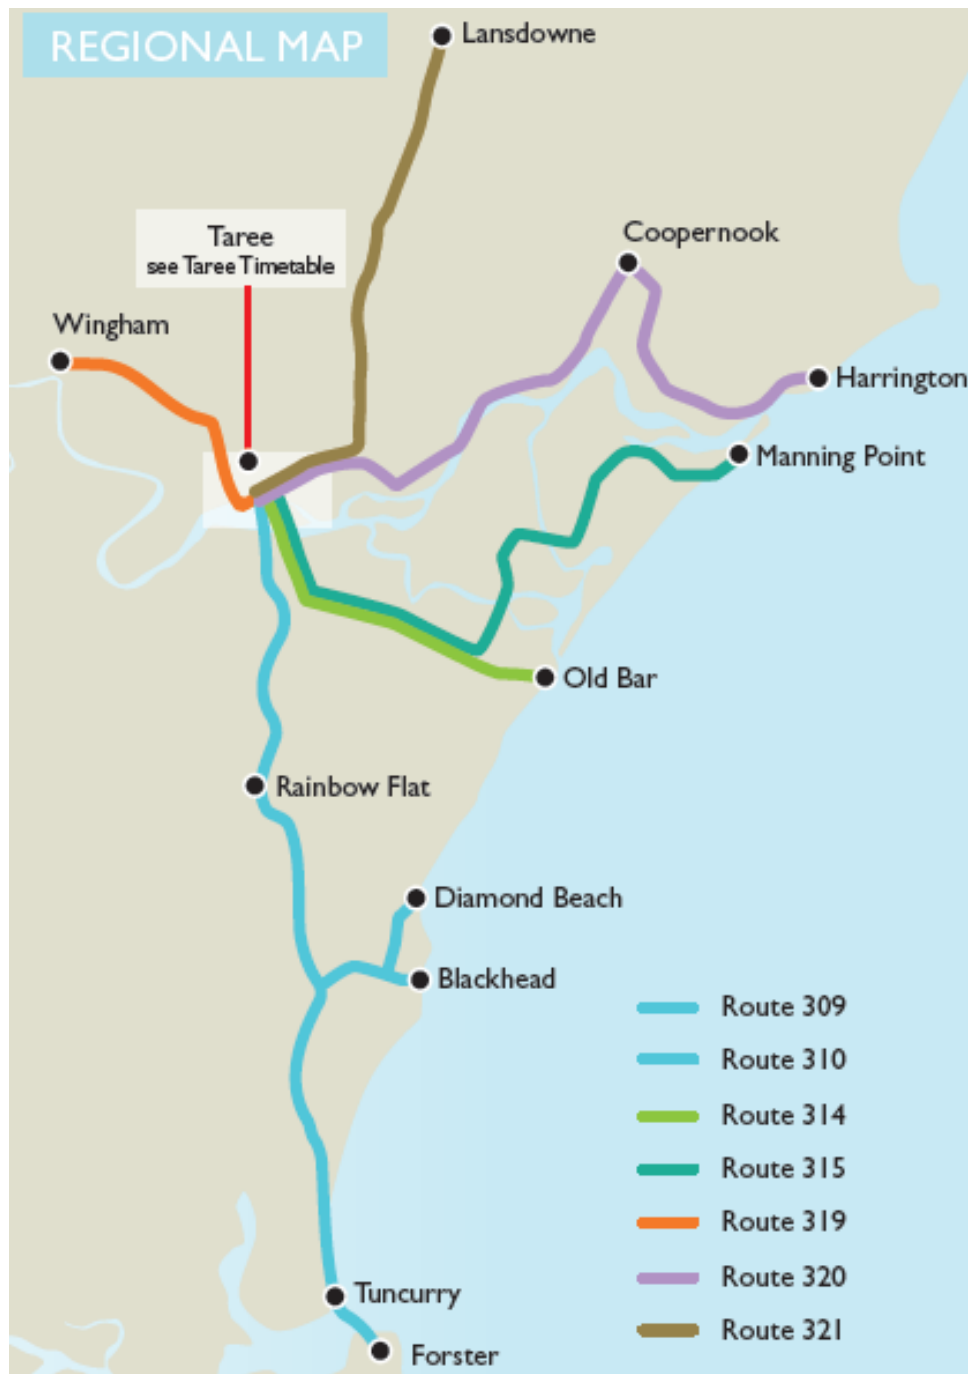 REGIONAL MAP
Lansdowne
Taree
see Taree Timetable
Coopernook
Wingham
Harrington
Manning Point
Old Bar
Rainbow Flat
Diamond Beach
Blackhead
Route 309
Route 310
Route 314
Route 315
Route 319
Route 320
Route 321
Tuncurry
Forster